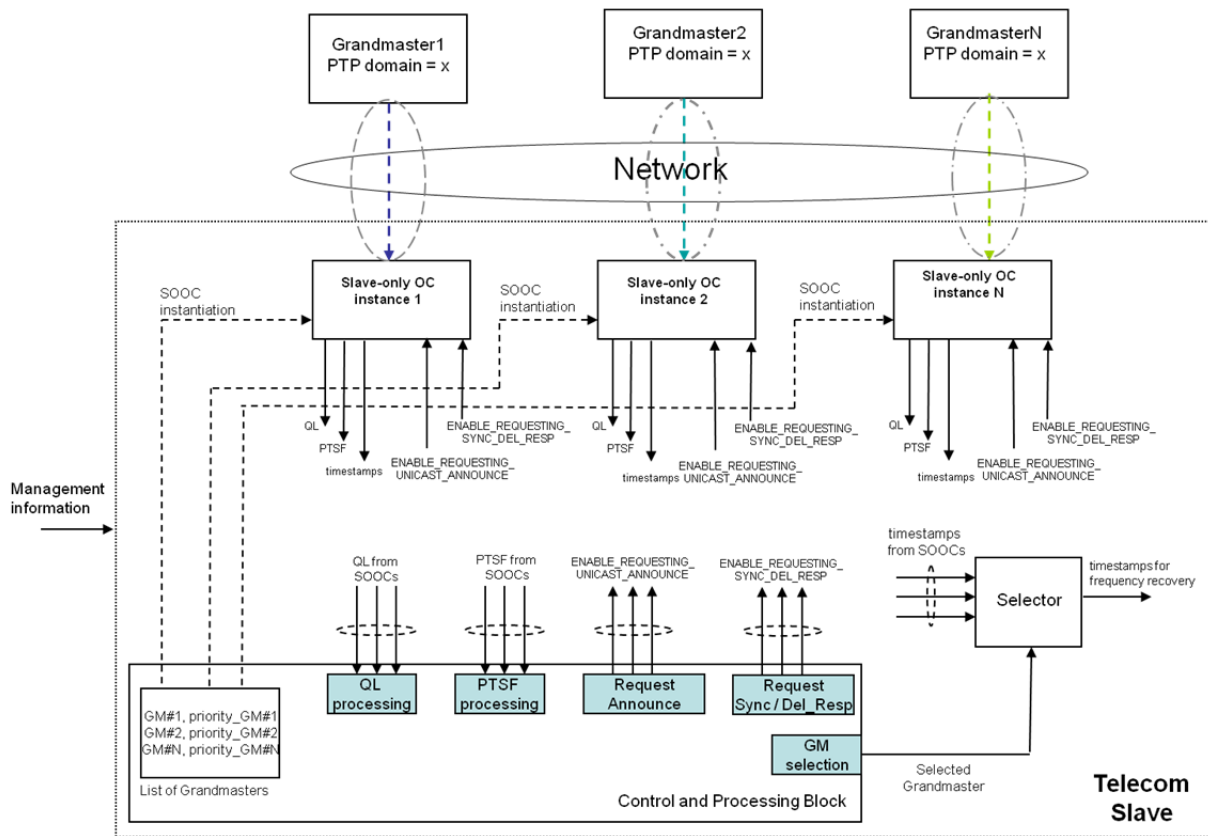 Grandmaster1
PTP domain = x
Grandmaster2
PTP domain = x
GrandmasterN
PTP domain = x
Network
Slave-only OC
instance 1
Slave-only OC
instance 2
Slave-only OC
instance N
SOOC
instantiation
SOOC
instantiation
SOOC
instantiation
QL
PTSF
timestamps
ENABLE_REQUESTING_
SYNC_DEL_RESP
ENABLE_REQUESTING_
UNICAST_ANNOUNCE
QL
PTSF
timestamps
ENABLE_REQUESTING_
SYNC_DEL_RESP
ENABLE_REQUESTING_
UNICAST_ANNOUNCE
QL
PTSF
timestamps
ENABLE_REQUESTING_
SYNC_DEL_RESP
ENABLE_REQUESTING_
UNICAST_ANNOUNCE
Management
information
QL from
SOOCs
PTSF from
SOOCs
ENABLE_REQUESTING_
UNICAST_ANNOUNCE
ENABLE_REQUESTING_
SYNC_DEL_RESP
timestamps
from SOOCs
Selector
timestamps for
frequency recovery
QL
processing
PTSF
processing
Request
Announce
Request
Sync / Del_Resp
GM#1, priority_GM#1
GM#2, priority_GM#2
GM#N, priority_GM#N
List of Grandmasters
GM
selection
Selected
Grandmaster
Control and Processing Block
Telecom
Slave